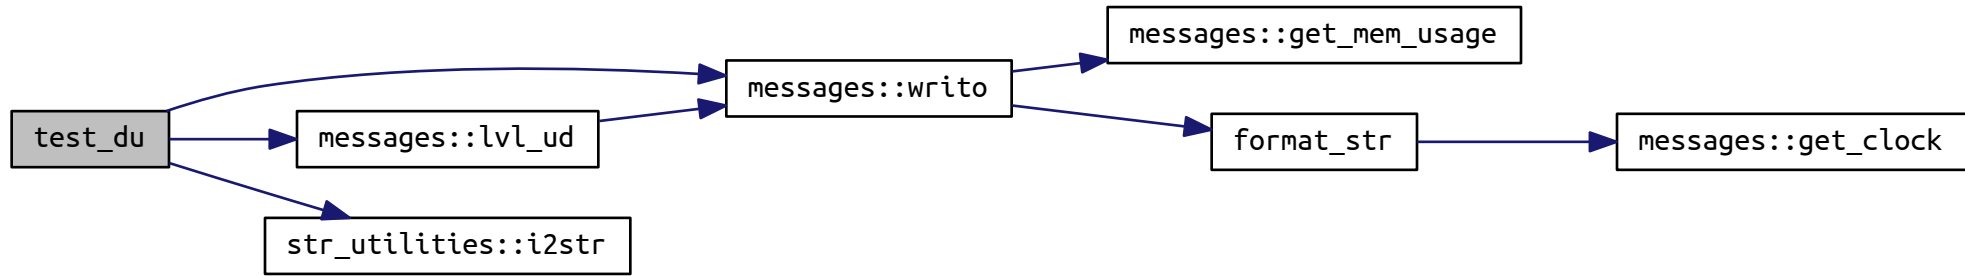 test_du
messages::lvl_ud
str_utilities::i2str
messages::writo
messages::get_mem_usage
format_str
messages::get_clock